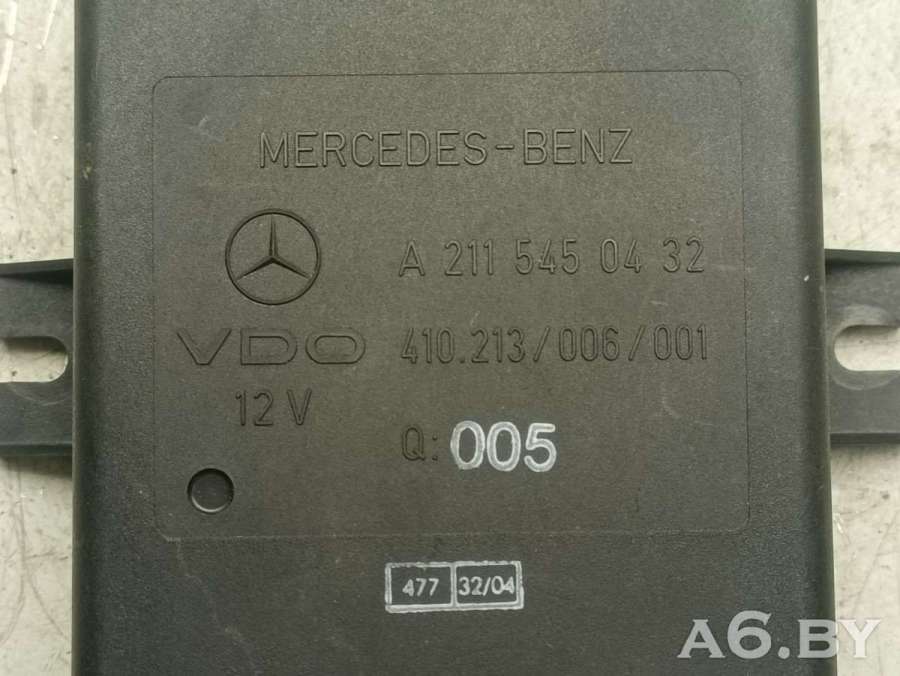 MERCEDES-BENZ
A 211 545 04 32
VDO 410.213/006/001
12 V
Q: 005
477 32/04
A6.BY